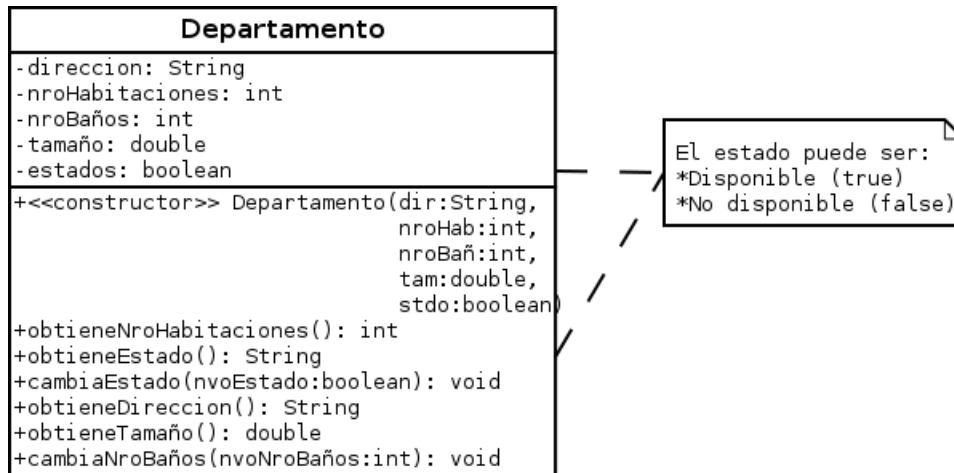 Departamento
-direccion: String
-nroHabitaciones: int
-nroBaños: int
-tamaño: double
-estados: boolean
+<<constructor>> Departamento(dir:String,
nroHab:int,
nroBañ:int,
tam:double,
stdo:boolean)
+obtieneNroHabitaciones(): int
+obtieneEstado(): String
+cambiaEstado(nvoEstado:boolean): void
+obtieneDireccion(): String
+obtieneTamaño(): double
+cambiaNroBaños(nvoNroBaños:int): void
El estado puede ser:
*Disponible (true)
*No disponible (false)